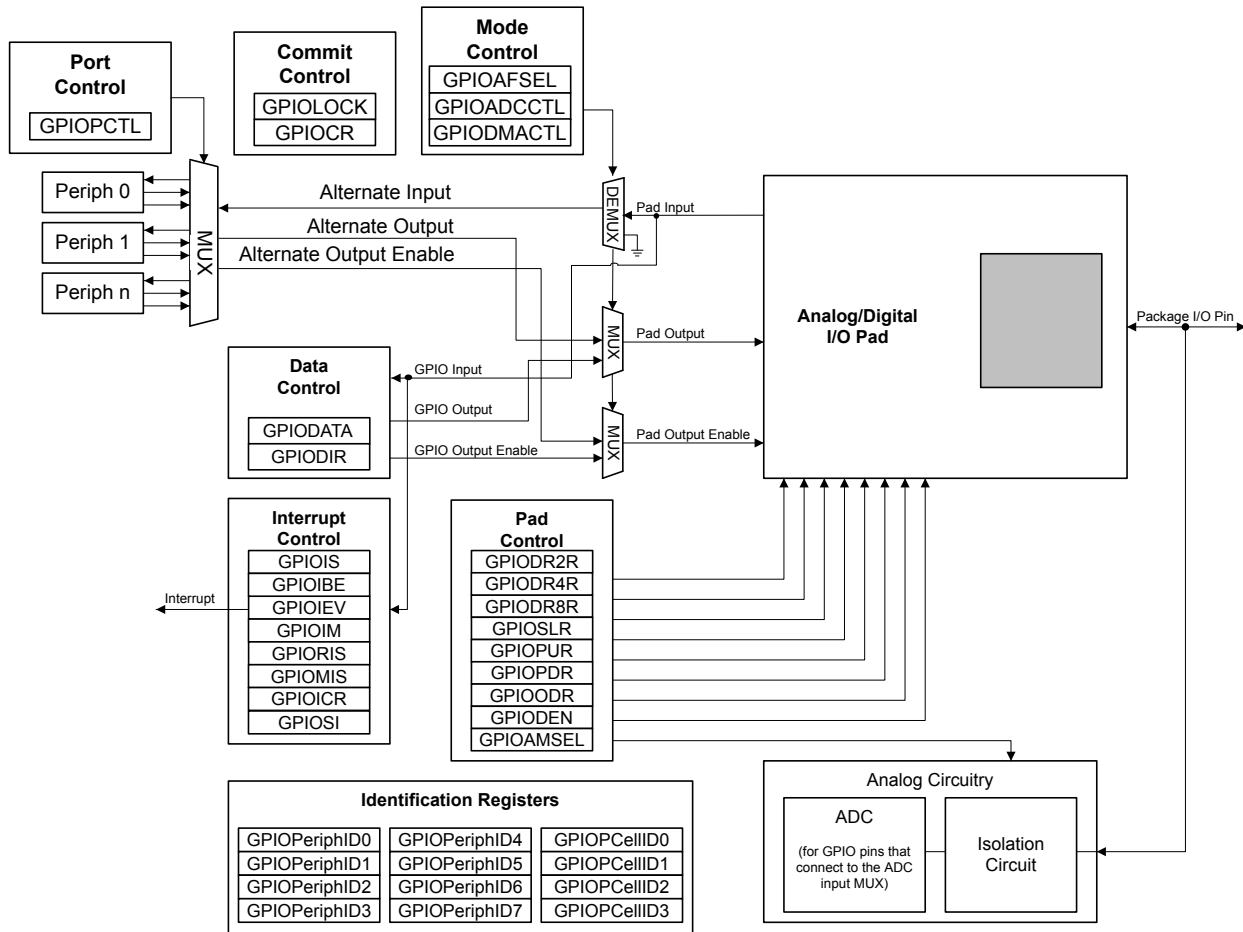 Port
Control
GPIOPCTL
Commit
Control
GPIOLOCK
GPIOCR
Mode
Control
GPIOAFSEL
GPIOADCCTL
GPIODMACTL
Periph 0
Periph 1
Periph n
MUX
Alternate Input
Alternate Output
Alternate Output Enable
DEMUX
Pad Input
MUX
Pad Output
MUX
Pad Output Enable
Analog/Digital
I/O Pad
Package I/O Pin
Data
Control
GPIODATA
GPIODIR
GPIO Input
GPIO Output
GPIO Output Enable
Interrupt
Control
GPIOIS
GPIOIBE
GPIOIEV
GPIOIM
GPIORIS
GPIOMIS
GPIOICR
GPIOSI
Interrupt
Pad
Control
GPIODR2R
GPIODR4R
GPIODR8R
GPIOSLR
GPIOPUR
GPIOPDR
GPIOODR
GPIODEN
GPIOAMSEL
Analog Circuitry
ADC
(for GPIO pins that
connect to the ADC
input MUX)
Isolation
Circuit
Identification Registers
GPIOPeriphID0
GPIOPeriphID1
GPIOPeriphID2
GPIOPeriphID3
GPIOPeriphID4
GPIOPeriphID5
GPIOPeriphID6
GPIOPeriphID7
GPIOPCellID0
GPIOPCellID1
GPIOPCellID2
GPIOPCellID3